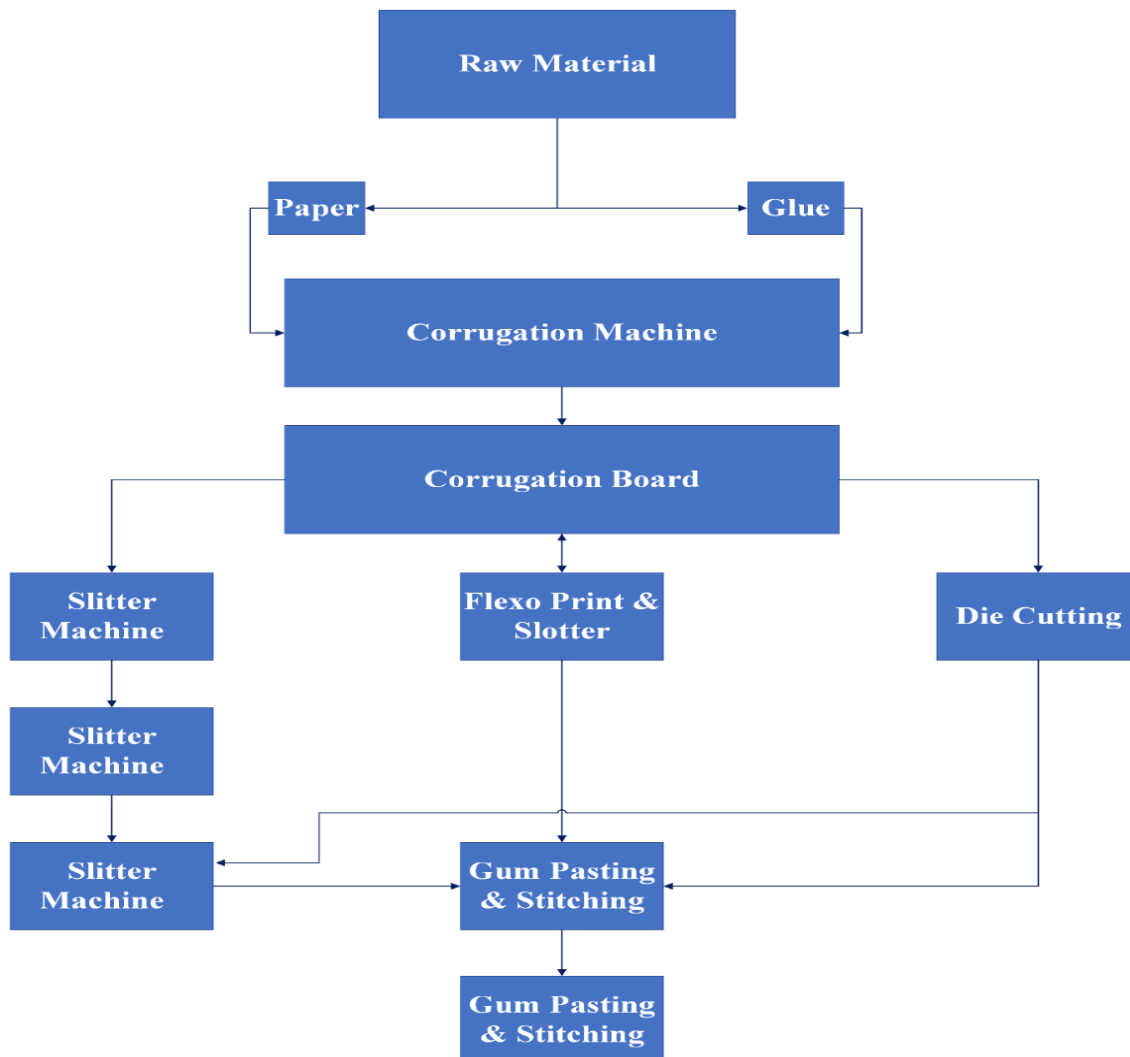 Raw Material
Paper
Glue
Corrugation Machine
Corrugation Board
Slitter
Machine
Flexo Print &
Slotter
Die Cutting
Slitter
Machine
Slitter
Machine
Gum Pasting
& Stitching
Gum Pasting
& Stitching